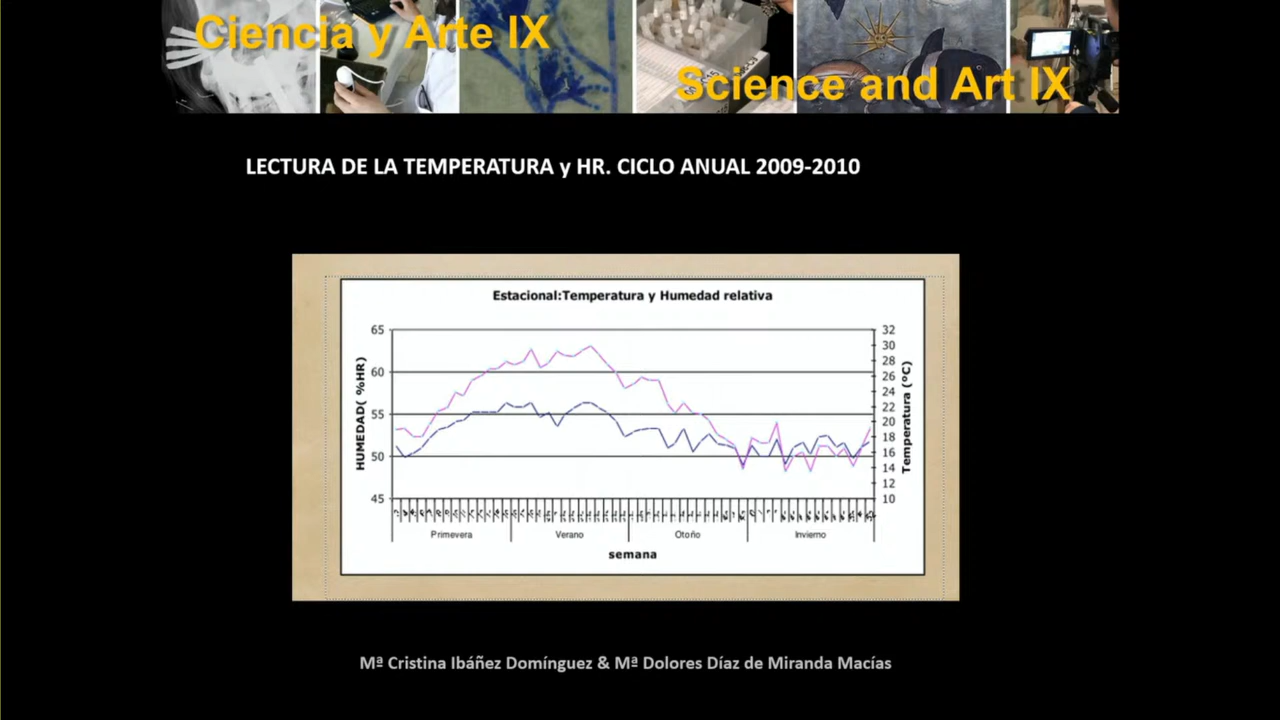 Ciencia y Arte IX
Science and Art IX
LECTURA DE LA TEMPERATURA y HR. CICLO ANUAL 2009-2010
Estacional:Temperatura y Humedad relativa
65
60
55
50
45
HUMEDAD( %HR)
32
30
28
26
24
22
20
18
16
14
12
10
Temperatura (ºC)
Primevera Verano Otoño Invierno
semana
Mª Cristina Ibáñez Domínguez & Mª Dolores Díaz de Miranda Macías